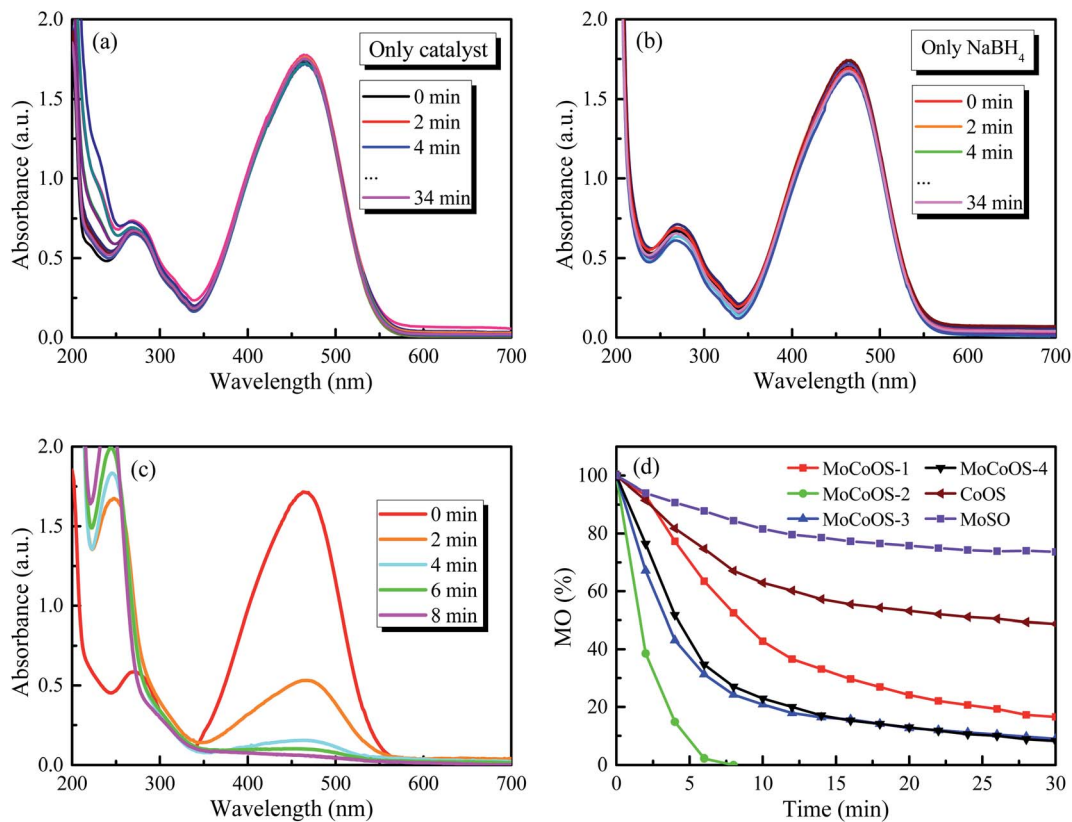 (a)
Only catalyst
0 min
2 min
4 min
...
34 min
Absorbance (a.u.)
2.0
1.5
1.0
0.5
0.0
200 300 400 500 600 700
Wavelength (nm)
(b)
Only NaBH₄
0 min
2 min
4 min
...
34 min
Absorbance (a.u.)
2.0
1.5
1.0
0.5
0.0
200 300 400 500 600 700
Wavelength (nm)
(c)
0 min
2 min
4 min
6 min
8 min
Absorbance (a.u.)
2.0
1.5
1.0
0.5
0.0
200 300 400 500 600 700
Wavelength (nm)
(d)
MoCoOS-1 MoCoOS-4
MoCoOS-2 CoOS
MoCoOS-3 MoSO
MO (%)
100
80
60
40
20
0
0 5 10 15 20 25 30
Time (min)